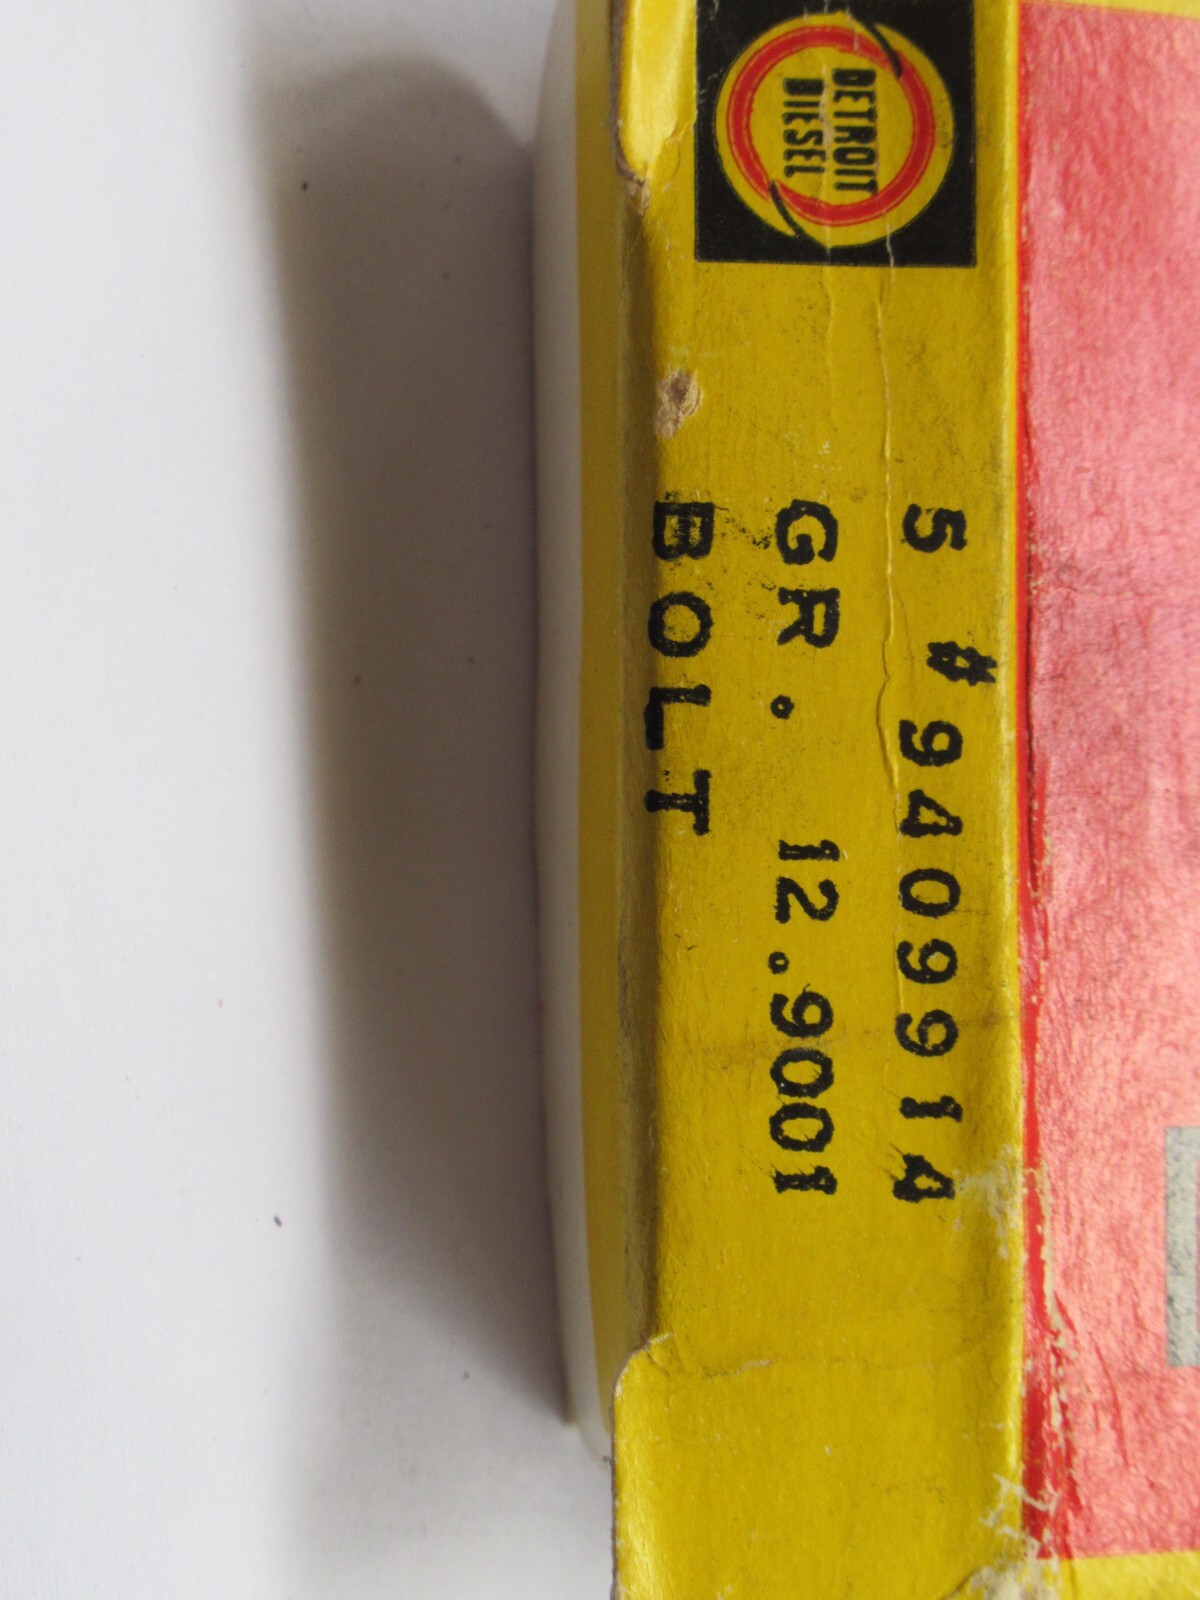 DETROIT
DIESEL
5 #9409914
GR. 12.9001
BOLT